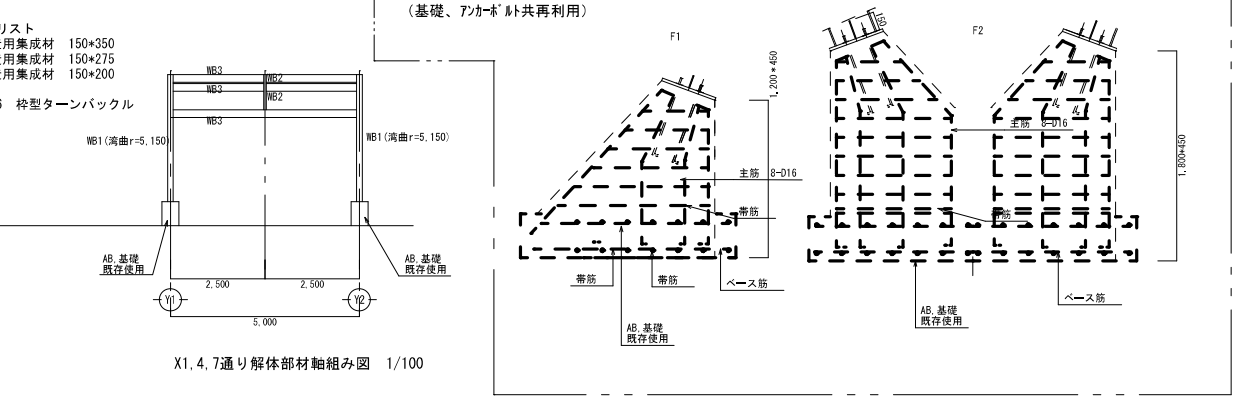 (基礎、アンカーボルト共再利用)
リスト
用集成材 150*350
用集成材 150*275
用集成材 150*200
枠型ターンバックル
WB3
WB2
WB3
WB2
WB3
WB1(湾曲r=5,150)
WB1(湾曲r=5,150)
AB,基礎
既存使用
AB,基礎
既存使用
2,500
2,500
Y1
Y2
5,000
X1,4,7通り解体部材軸組み図 1/100
F1
1,200*450
主筋 8-D16
帯筋
帯筋
帯筋
ベース筋
AB,基礎
既存使用
F2
150
主筋 8-D16
1,800*450
帯筋
ベース筋
AB,基礎
既存使用